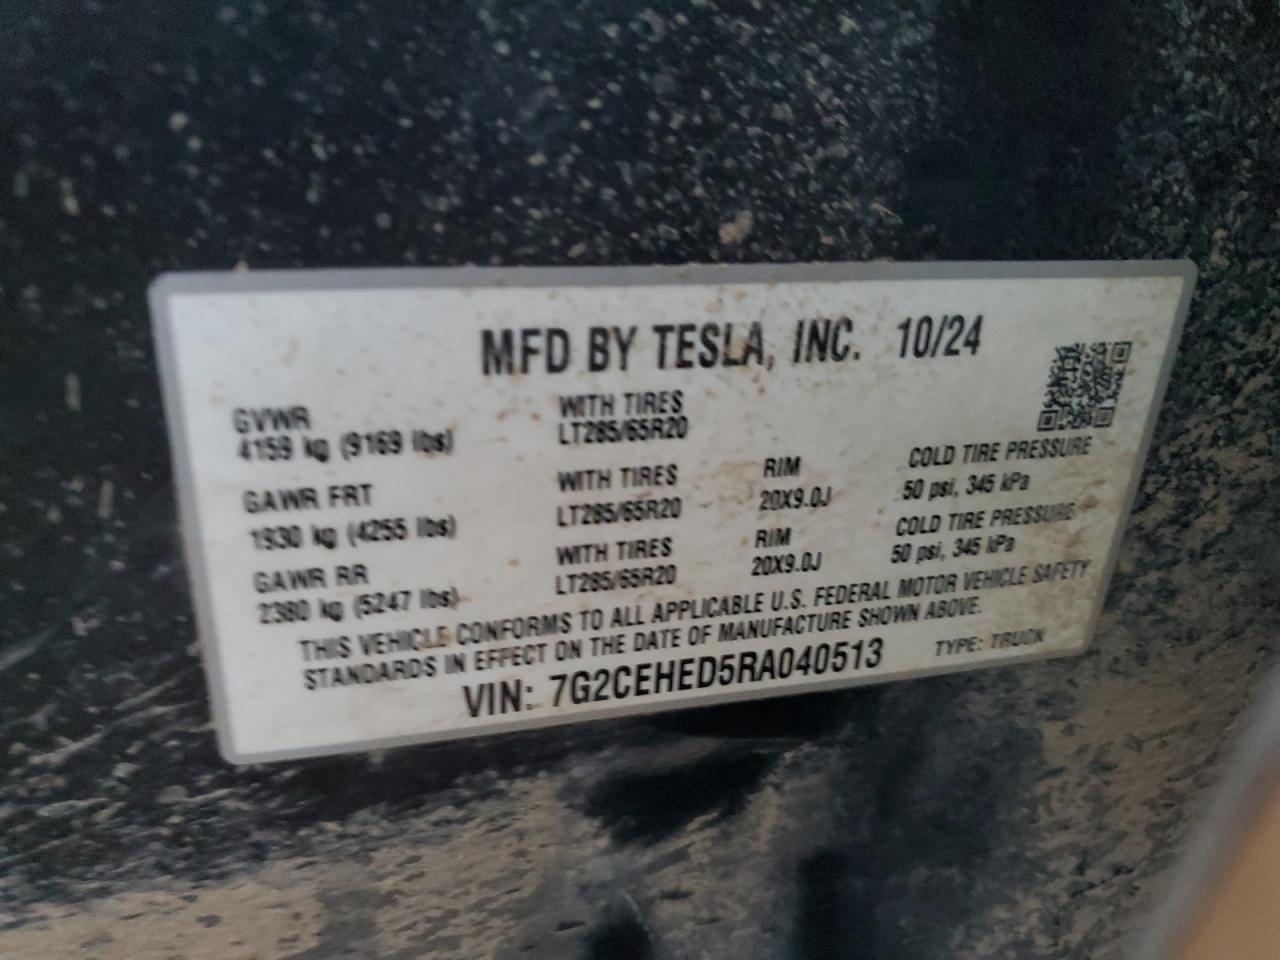 MFD BY TESLA, INC. 10/24
GVWR
4159 kg (9169 lbs)
WITH TIRES
LT285/65R20
GAWR FRT
1930 kg (4255 lbs)
WITH TIRES
LT285/65R20
RIM
20X9.0J
COLD TIRE PRESSURE
50 psi, 345 kPa
GAWR RR
2380 kg (5247 lbs)
WITH TIRES
LT285/65R20
RIM
20X9.0J
COLD TIRE PRESSURE
50 psi, 345 kPa
THIS VEHICLE CONFORMS TO ALL APPLICABLE U.S. FEDERAL MOTOR VEHICLE SAFETY
STANDARDS IN EFFECT ON THE DATE OF MANUFACTURE SHOWN ABOVE.
VIN: 7G2CEHED5RA040513
TYPE: TRUCK